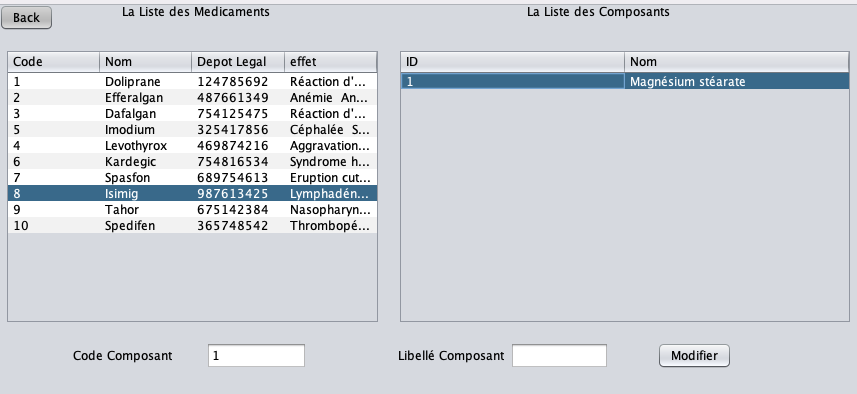 Back
La Liste des Medicaments
La Liste des Composants
Code Nom Depot Legal effet
1 Doliprane 124785692 Réaction d'...
2 Efferalgan 487661349 Anémie An...
3 Dafalgan 754125475 Réaction d'...
5 Imodium 325417856 Céphalée S...
4 Levothyrox 469874216 Aggravation...
6 Kardegic 754816534 Syndrome h...
7 Spasfon 689754613 Eruption cut...
8 Isimig 987613425 Lymphadén...
9 Tahor 675142384 Nasopharyn...
10 Spedifen 365748542 Thrombopé...
ID Nom
1 Magnésium stéarate
Code Composant 1
Libellé Composant
Modifier